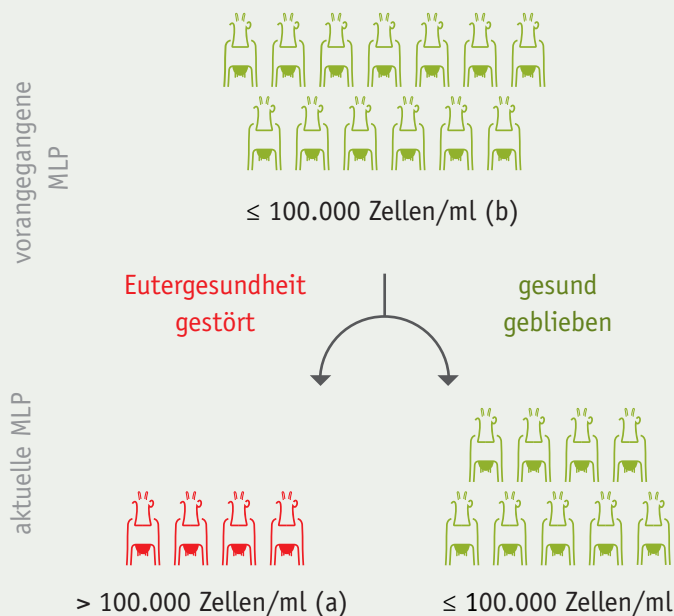 vorangegangene
MLP
≤ 100.000 Zellen/ml (b)
Eutergesundheit
gestört
gesund
geblieben
aktuelle MLP
> 100.000 Zellen/ml (a)
≤ 100.000 Zellen/ml